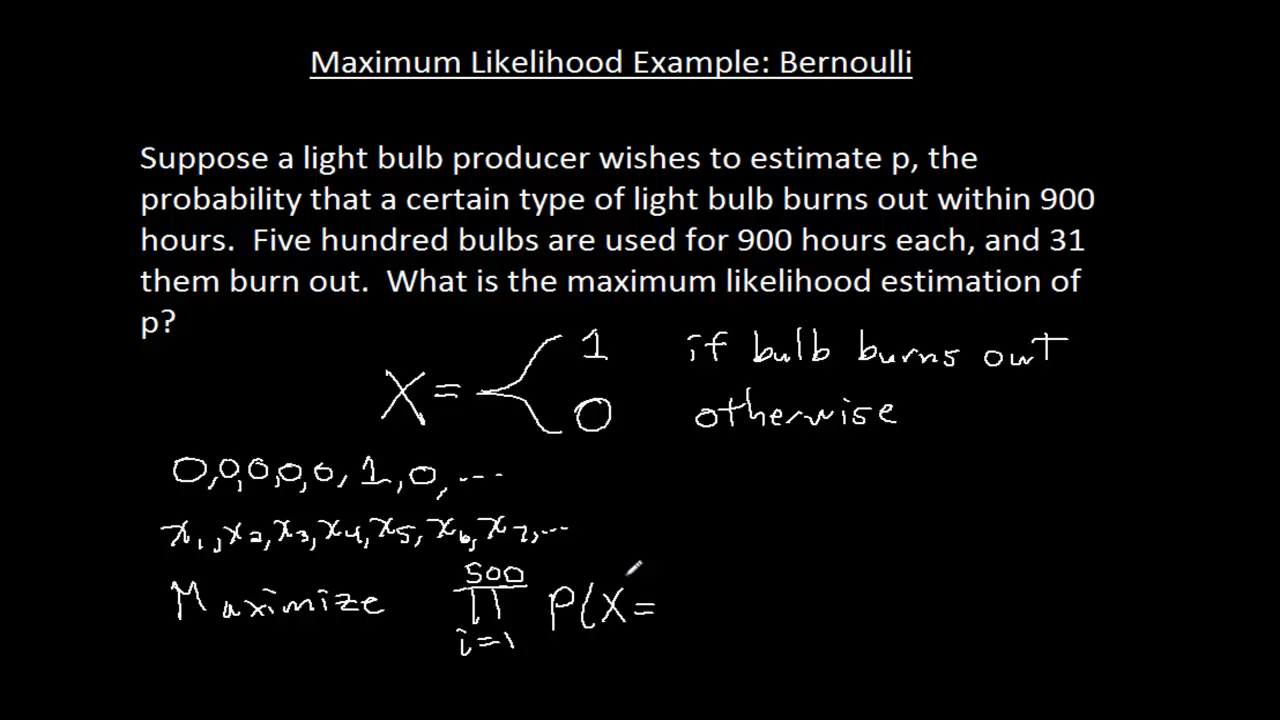 Maximum Likelihood Example: Bernoulli
Suppose a light bulb producer wishes to estimate p, the
probability that a certain type of light bulb burns out within 900
hours.  Five hundred bulbs are used for 900 hours each, and 31
them burn out.  What is the maximum likelihood estimation of
p?
X= 1 if bulb burns out
0 otherwise
0,0,0,0,0,1,0,...
x₁,x₂,x₃,x₄,x₅,x₆,x₇,...
Maximize 500 ∏ i=1 P(X=